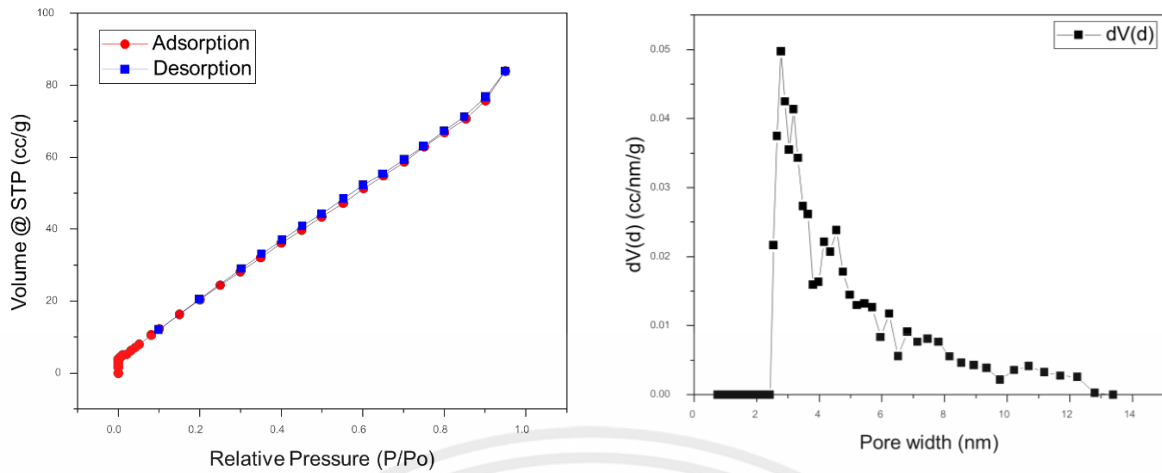 100
80
60
40
20
0
Volume @ STP (cc/g)
Adsorption
Desorption
0.0 0.2 0.4 0.6 0.8 1.0
Relative Pressure (P/Po)
0.05
0.04
0.03
0.02
0.01
0.00
dV(d) (cc/nm/g)
dV(d)
0 2 4 6 8 10 12 14
Pore width (nm)